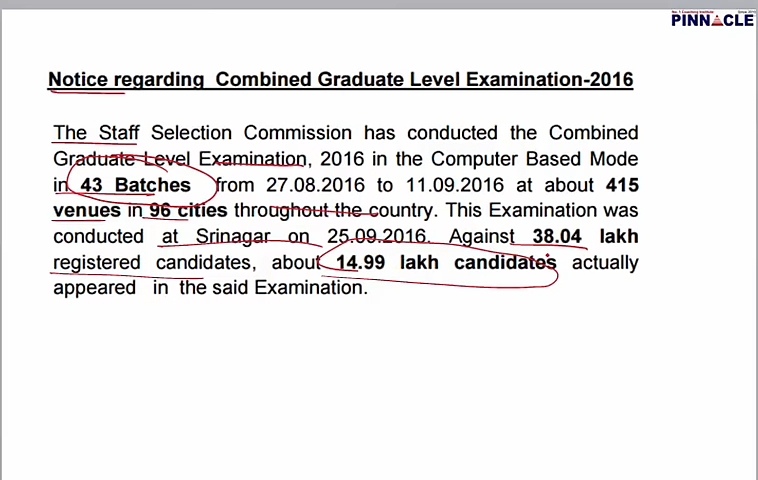 PINNACLE
Notice regarding Combined Graduate Level Examination-2016
The Staff Selection Commission has conducted the Combined
Graduate Level Examination, 2016 in the Computer Based Mode
in 43 Batches from 27.08.2016 to 11.09.2016 at about 415
venues in 96 cities throughout the country. This Examination was
conducted at Srinagar on 25.09.2016. Against 38.04 lakh
registered candidates, about 14.99 lakh candidates actually
appeared in the said Examination.